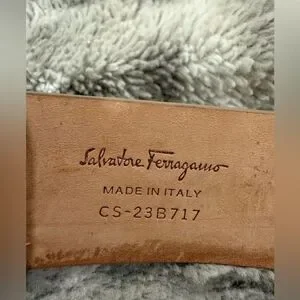 Salvatore Ferragamo
MADE IN ITALY
CS-23B717